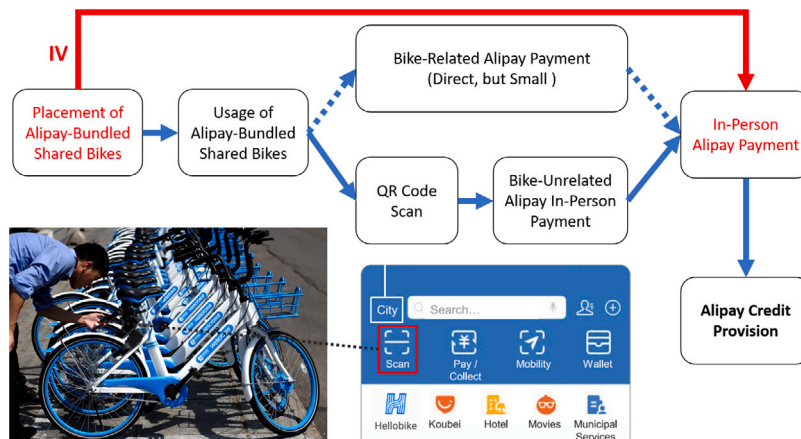 IV
Bike-Related Alipay Payment
(Direct, but Small )
Placement of
Alipay-Bundled
Shared Bikes
Usage of
Alipay-Bundled
Shared Bikes
In-Person
Alipay Payment
QR Code
Scan
Bike-Unrelated
Alipay In-Person
Payment
Alipay Credit
Provision
City
Search...
Scan
Pay /
Collect
Mobility
Wallet
Hellobike
Koubei
Hotel
Movies
Municipal
Services